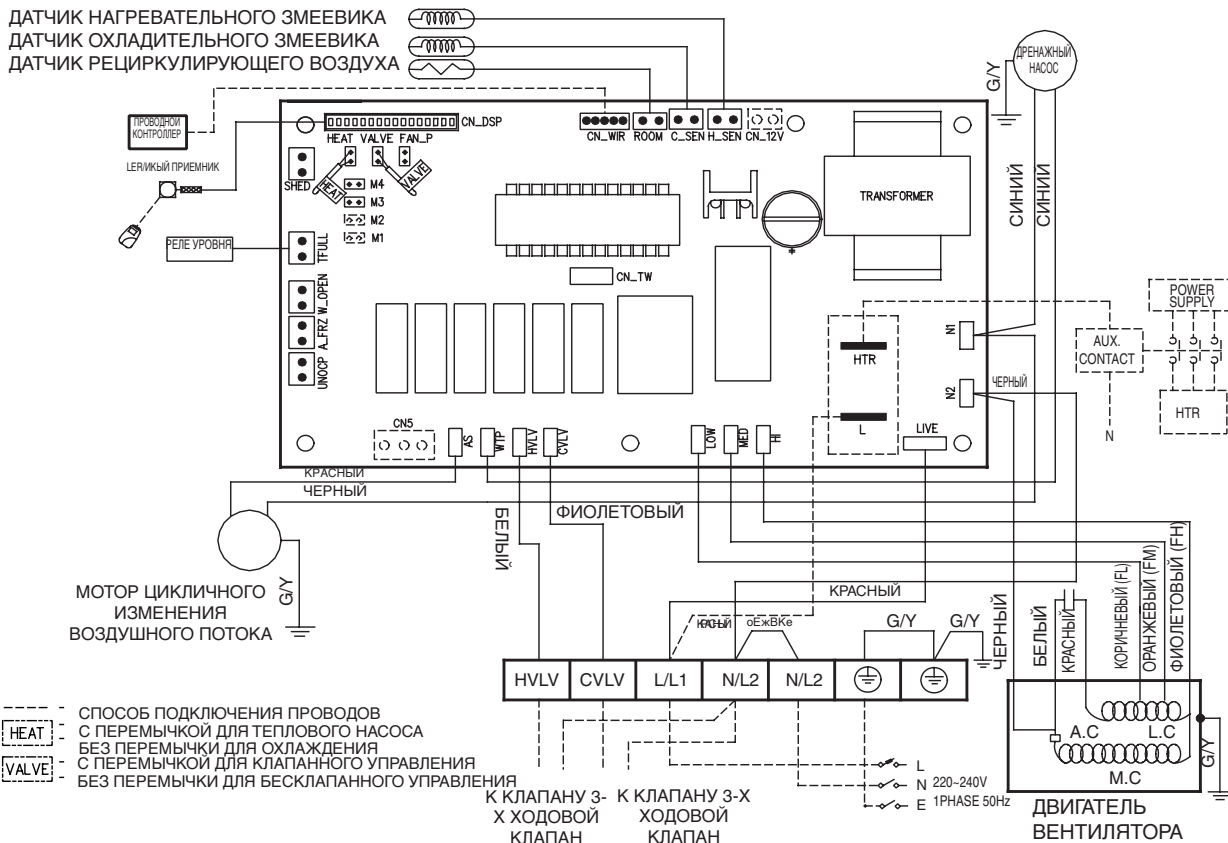 ДАТЧИК НАГРЕВАТЕЛЬНОГО ЗМЕЕВИКА
ДАТЧИК ОХЛАДИТЕЛЬНОГО ЗМЕЕВИКА
ДАТЧИК РЕЦИРКУЛИРУЮЩЕГО ВОЗДУХА
ДРЕНАЖНЫЙ
НАСОС
G/Y
ПРОВОДНОЙ
КОНТРОЛЛЕР
CN_DSP
CN_WIR
ROOM
C_SEN
H_SEN
CN_12V
HEAT
VALVE
FAN_P
LER/ИКЫЙ ПРИЕМНИК
SHED
HEAT
VALVE
M4
M3
M2
M1
TRANSFORMER
СИНИЙ
СИНИЙ
РЕЛЕ УРОВНЯ
TFULL
W_OPEN
A_FRZ
UNOCP
CN_TW
POWER
SUPPLY
AUX.
CONTACT
HTR
N
HTR
L
N1
N2
ЧЕРНЫЙ
LIVE
CN5
AS
WTP
HVLV
CVLV
LOW
MED
HI
КРАСНЫЙ
ЧЕРНЫЙ
БЕЛЫЙ
ФИОЛЕТОВЫЙ
G/Y
МОТОР ЦИКЛИЧНОГО
ИЗМЕНЕНИЯ
ВОЗДУШНОГО ПОТОКА
КРАСНЫЙ
оЕжВКе
G/Y
G/Y
HVLV
CVLV
L/L1
N/L2
N/L2
ЧЕРНЫЙ
БЕЛЫЙ
КРАСНЫЙ
КОРИЧНЕВЫЙ (FL)
ОРАНЖЕВЫЙ (FM)
ФИОЛЕТОВЫЙ (FH)
A.C
L.C
M.C
G/Y
ДВИГАТЕЛЬ
ВЕНТИЛЯТОРА
СПОСОБ ПОДКЛЮЧЕНИЯ ПРОВОДОВ
HEAT
С ПЕРЕМЫЧКОЙ ДЛЯ ТЕПЛОВОГО НАСОСА
БЕЗ ПЕРЕМЫЧКИ ДЛЯ ОХЛАЖДЕНИЯ
VALVE
С ПЕРЕМЫЧКОЙ ДЛЯ КЛАПАННОГО УПРАВЛЕНИЯ
БЕЗ ПЕРЕМЫЧКИ ДЛЯ БЕСКЛАПАННОГО УПРАВЛЕНИЯ
К КЛАПАНУ 3-
Х ХОДОВОЙ
КЛАПАН
К КЛАПАНУ 3-Х
ХОДОВОЙ
КЛАПАН
L
N
E
220~240V
1PHASE 50Hz